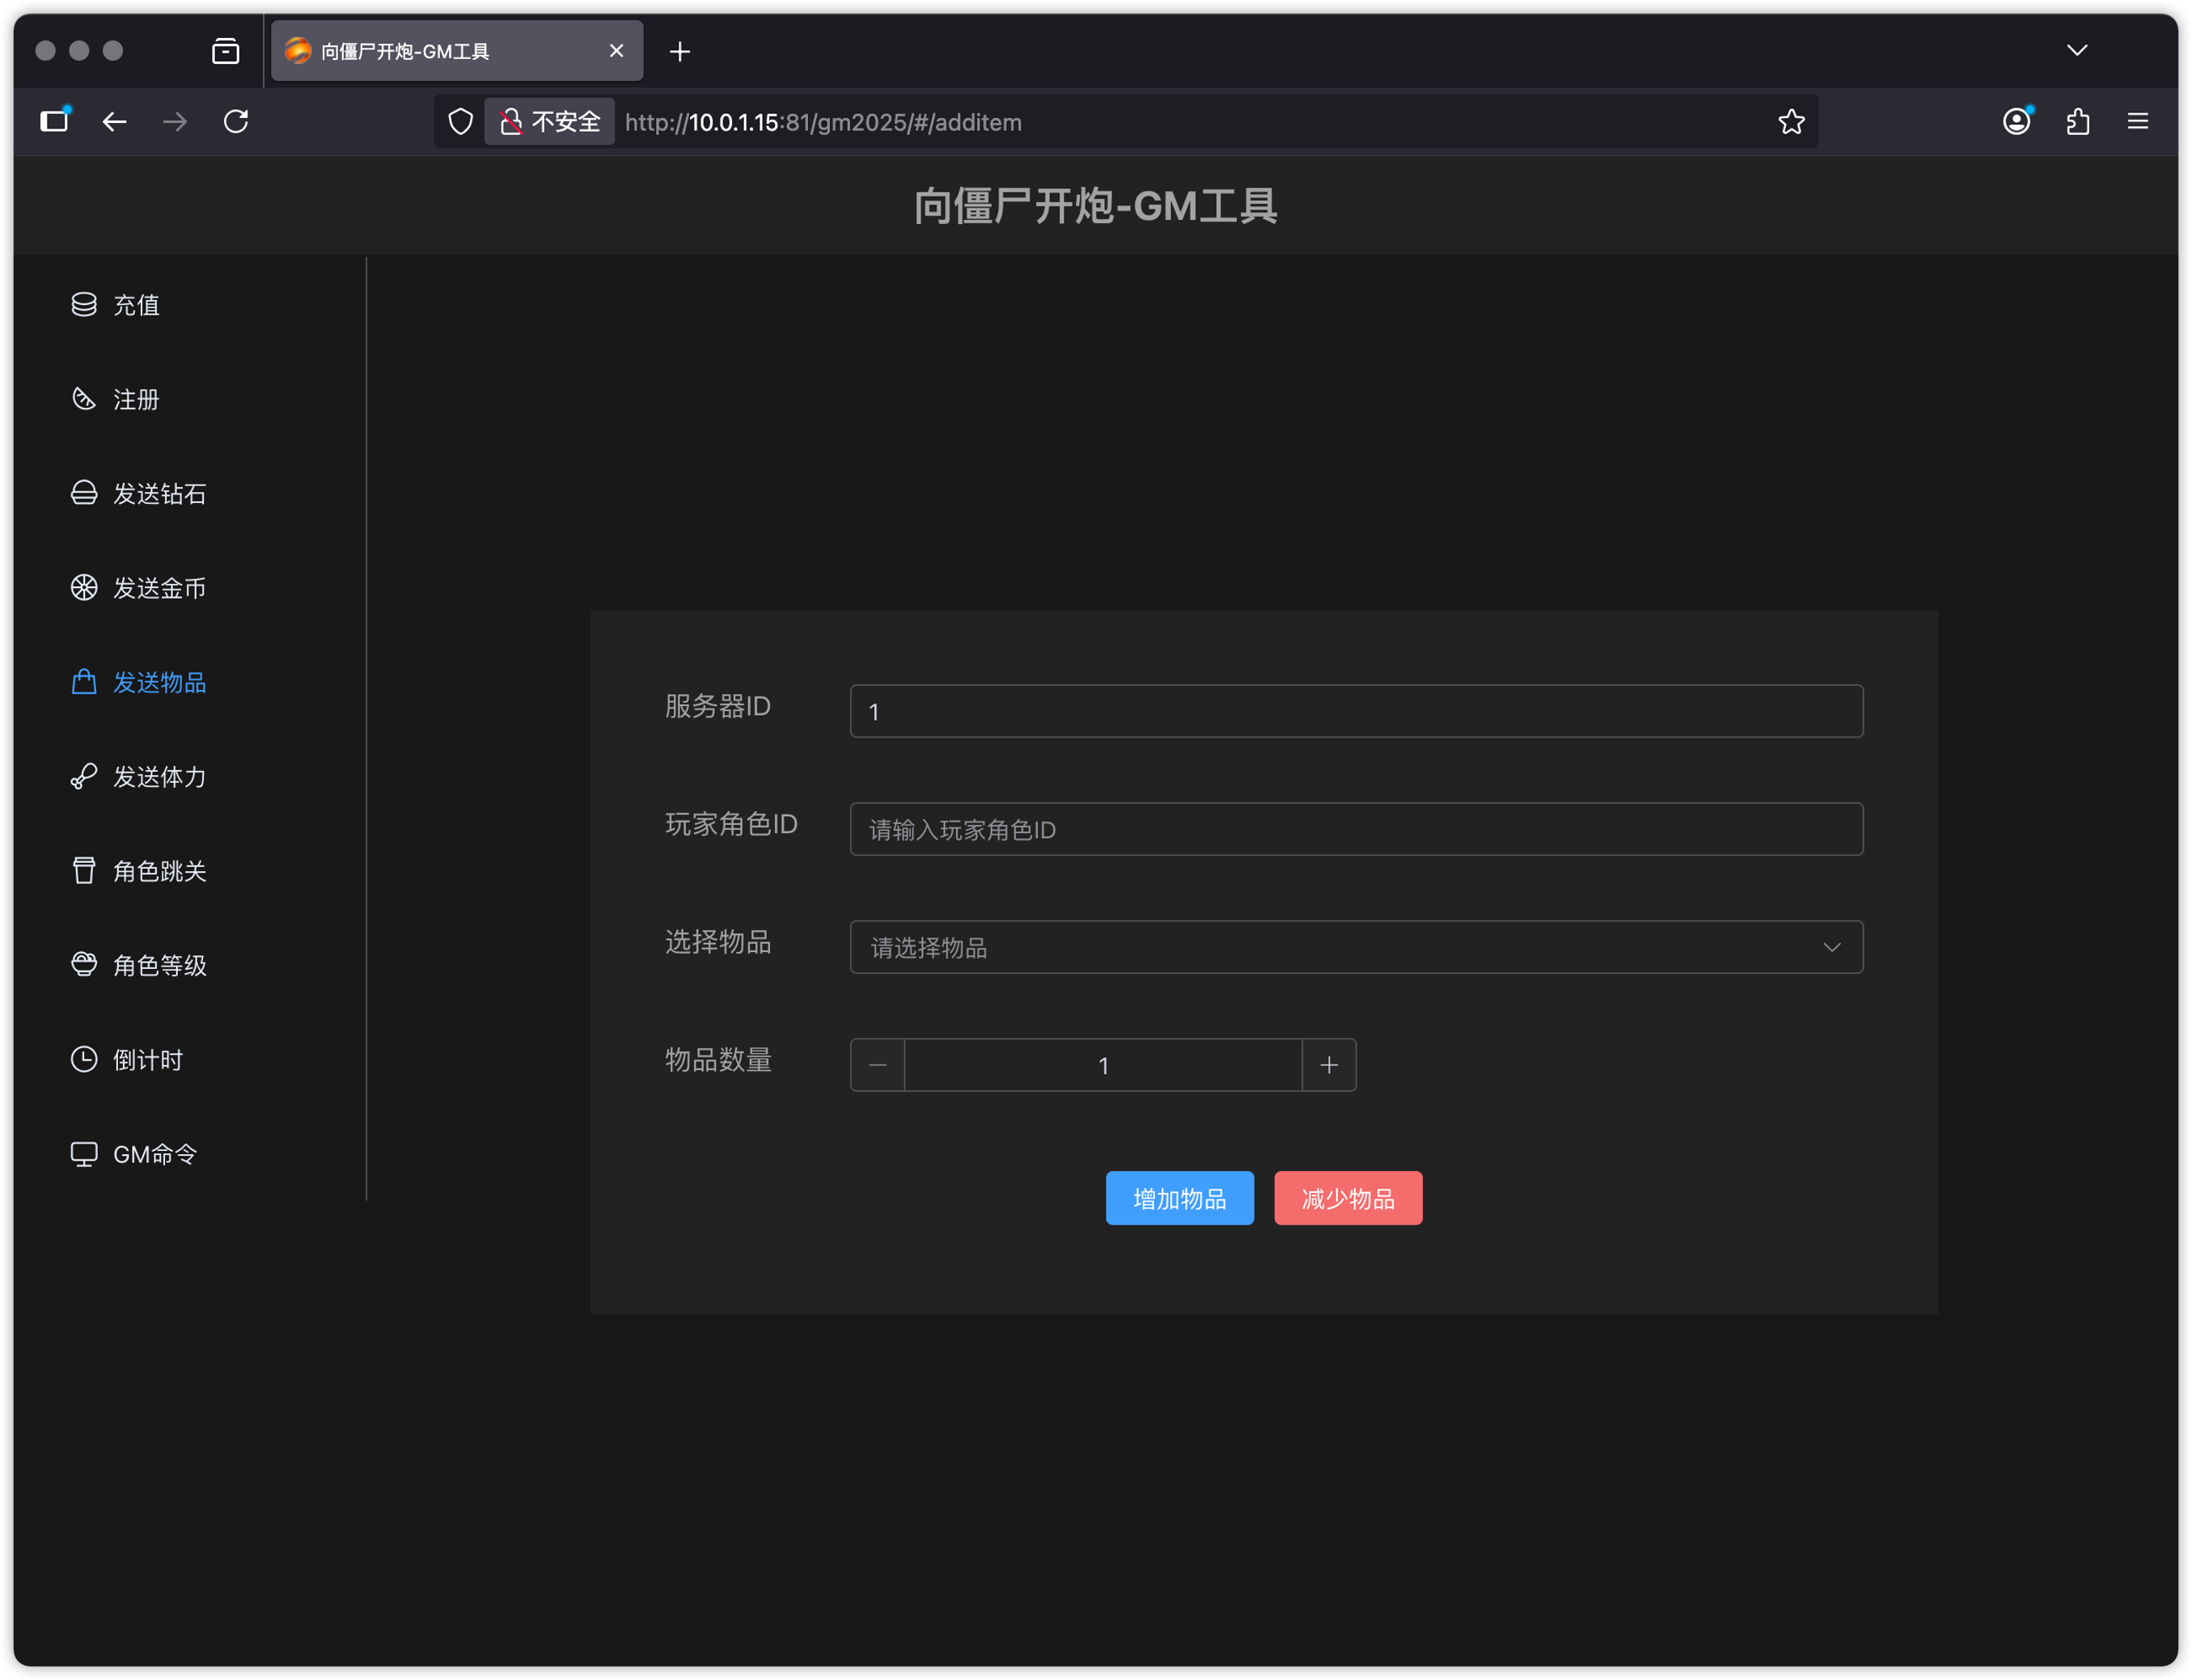 向僵尸开炮-GM工具
不安全
http://10.0.1.15:81/gm2025/#/additem
向僵尸开炮-GM工具
充值
注册
发送钻石
发送金币
发送物品
发送体力
角色跳关
角色等级
倒计时
GM命令
服务器ID
1
玩家角色ID
请输入玩家角色ID
选择物品
请选择物品
物品数量
1
增加物品
减少物品